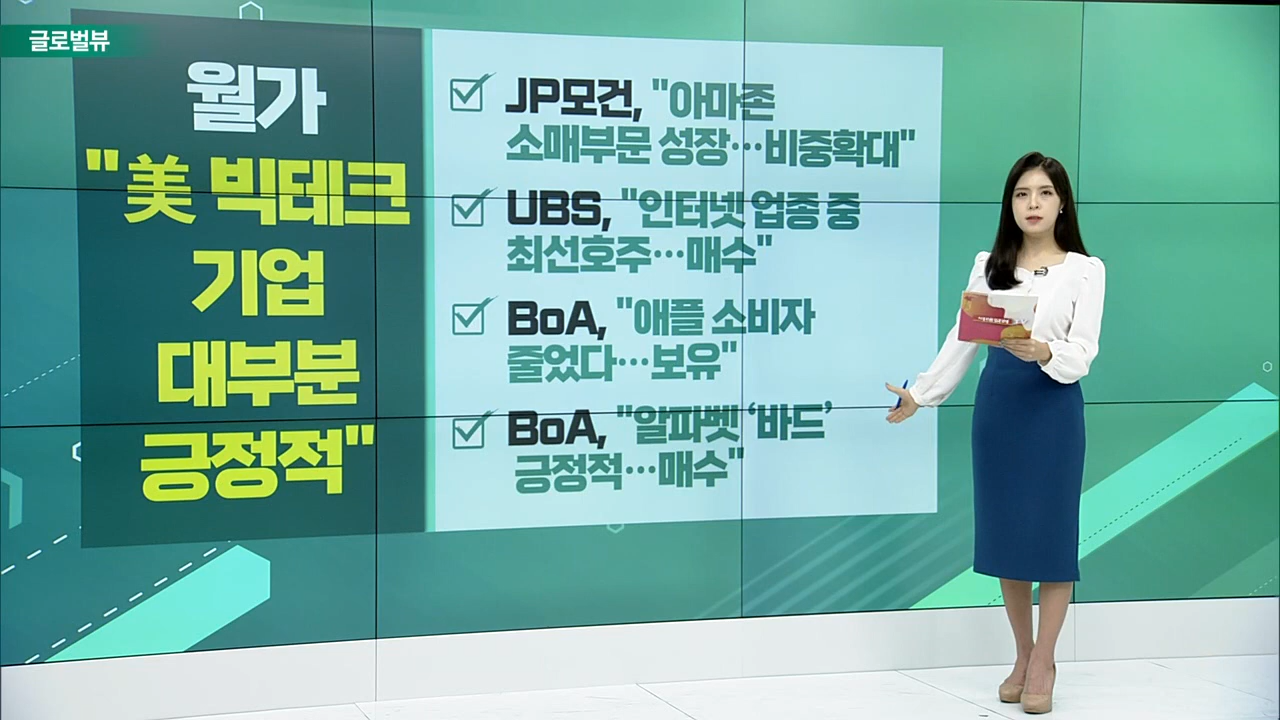 글로벌뷰
월가
"美 빅테크
기업
대부분
긍정적"
JP모건, "아마존
소매부문 성장…비중확대"
UBS, "인터넷 업종 중
최선호주…매수"
BoA, "애플 소비자
줄었다…보유"
BoA, "알파벳 '바드'
긍정적…매수"